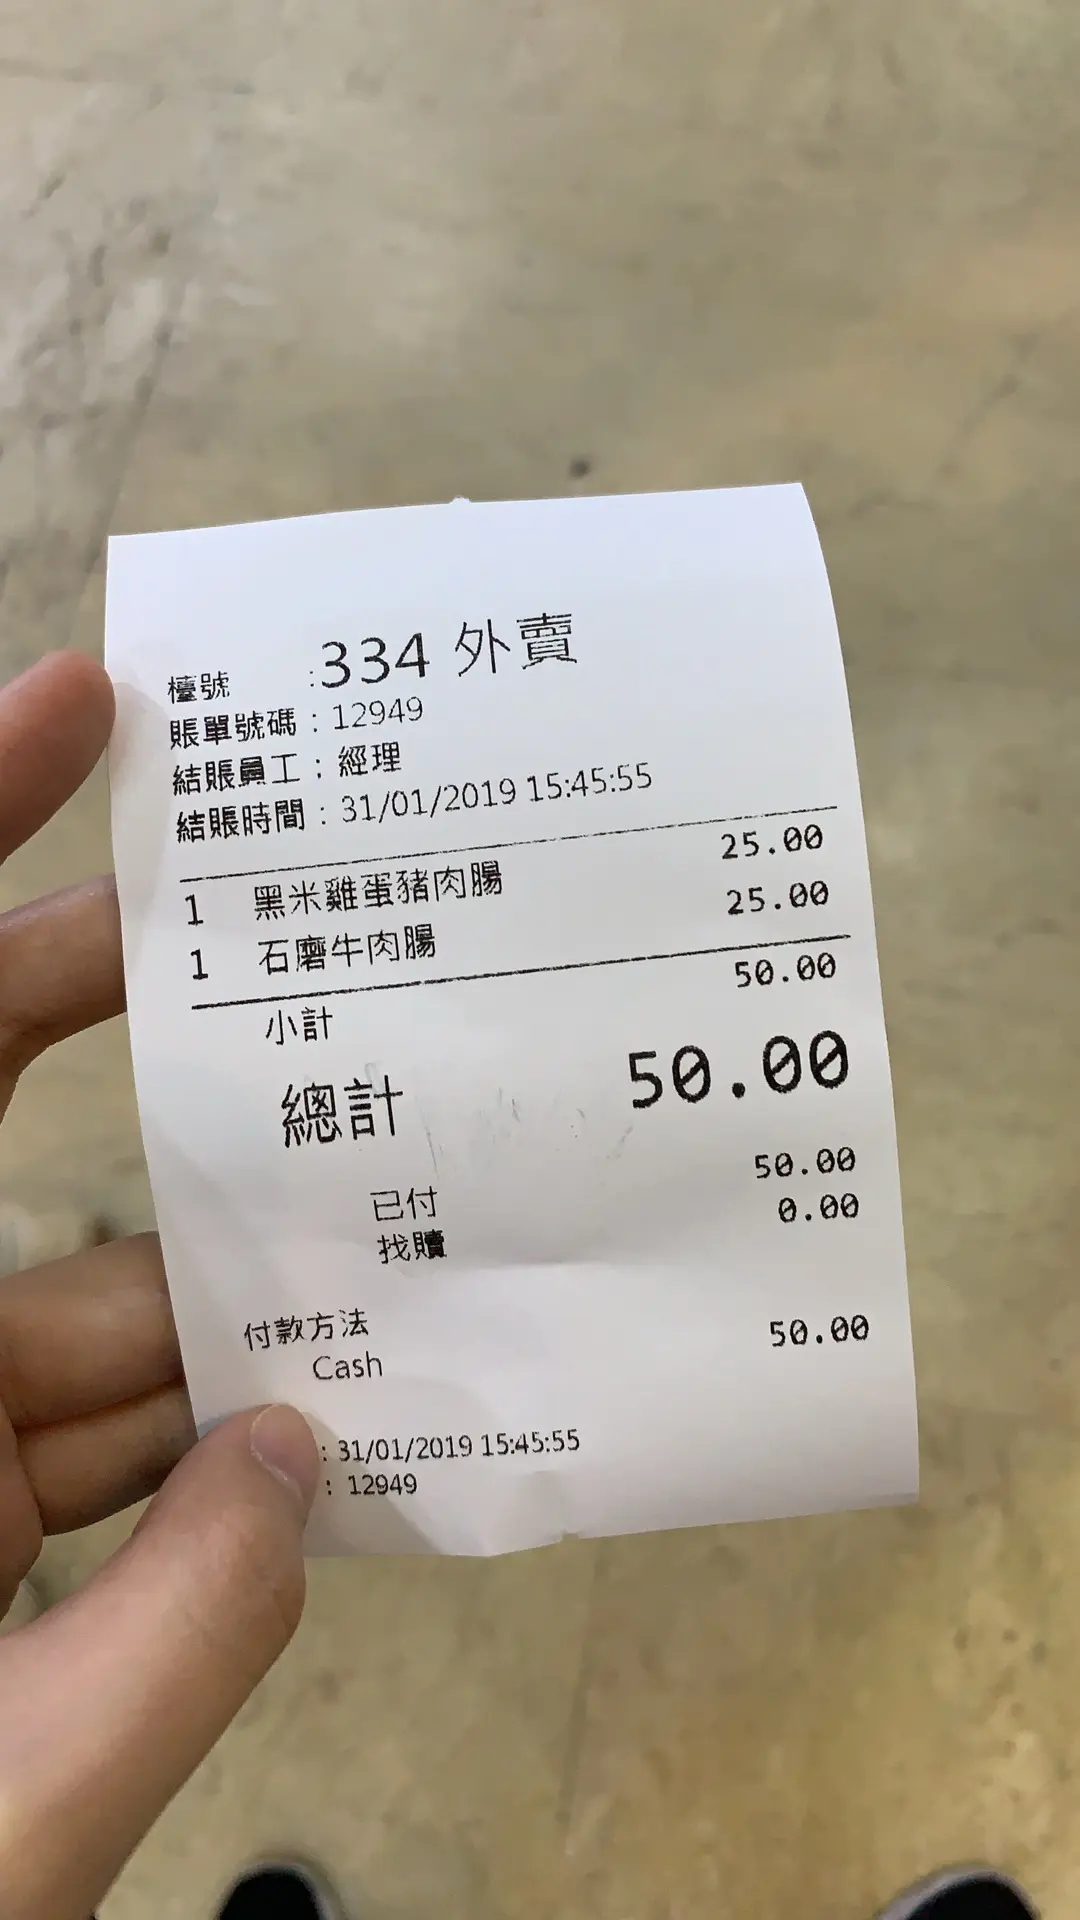 檯號 :334 外賣
賬單號碼 : 12949
結賬員工 : 經理
結賬時間 : 31/01/2019 15:45:55
1 黑米雞蛋豬肉腸 25.00
1 石磨牛肉腸 25.00
小計 50.00
總計 50.00
已付 50.00
找贖 0.00
付款方法
Cash 50.00
: 31/01/2019 15:45:55
: 12949